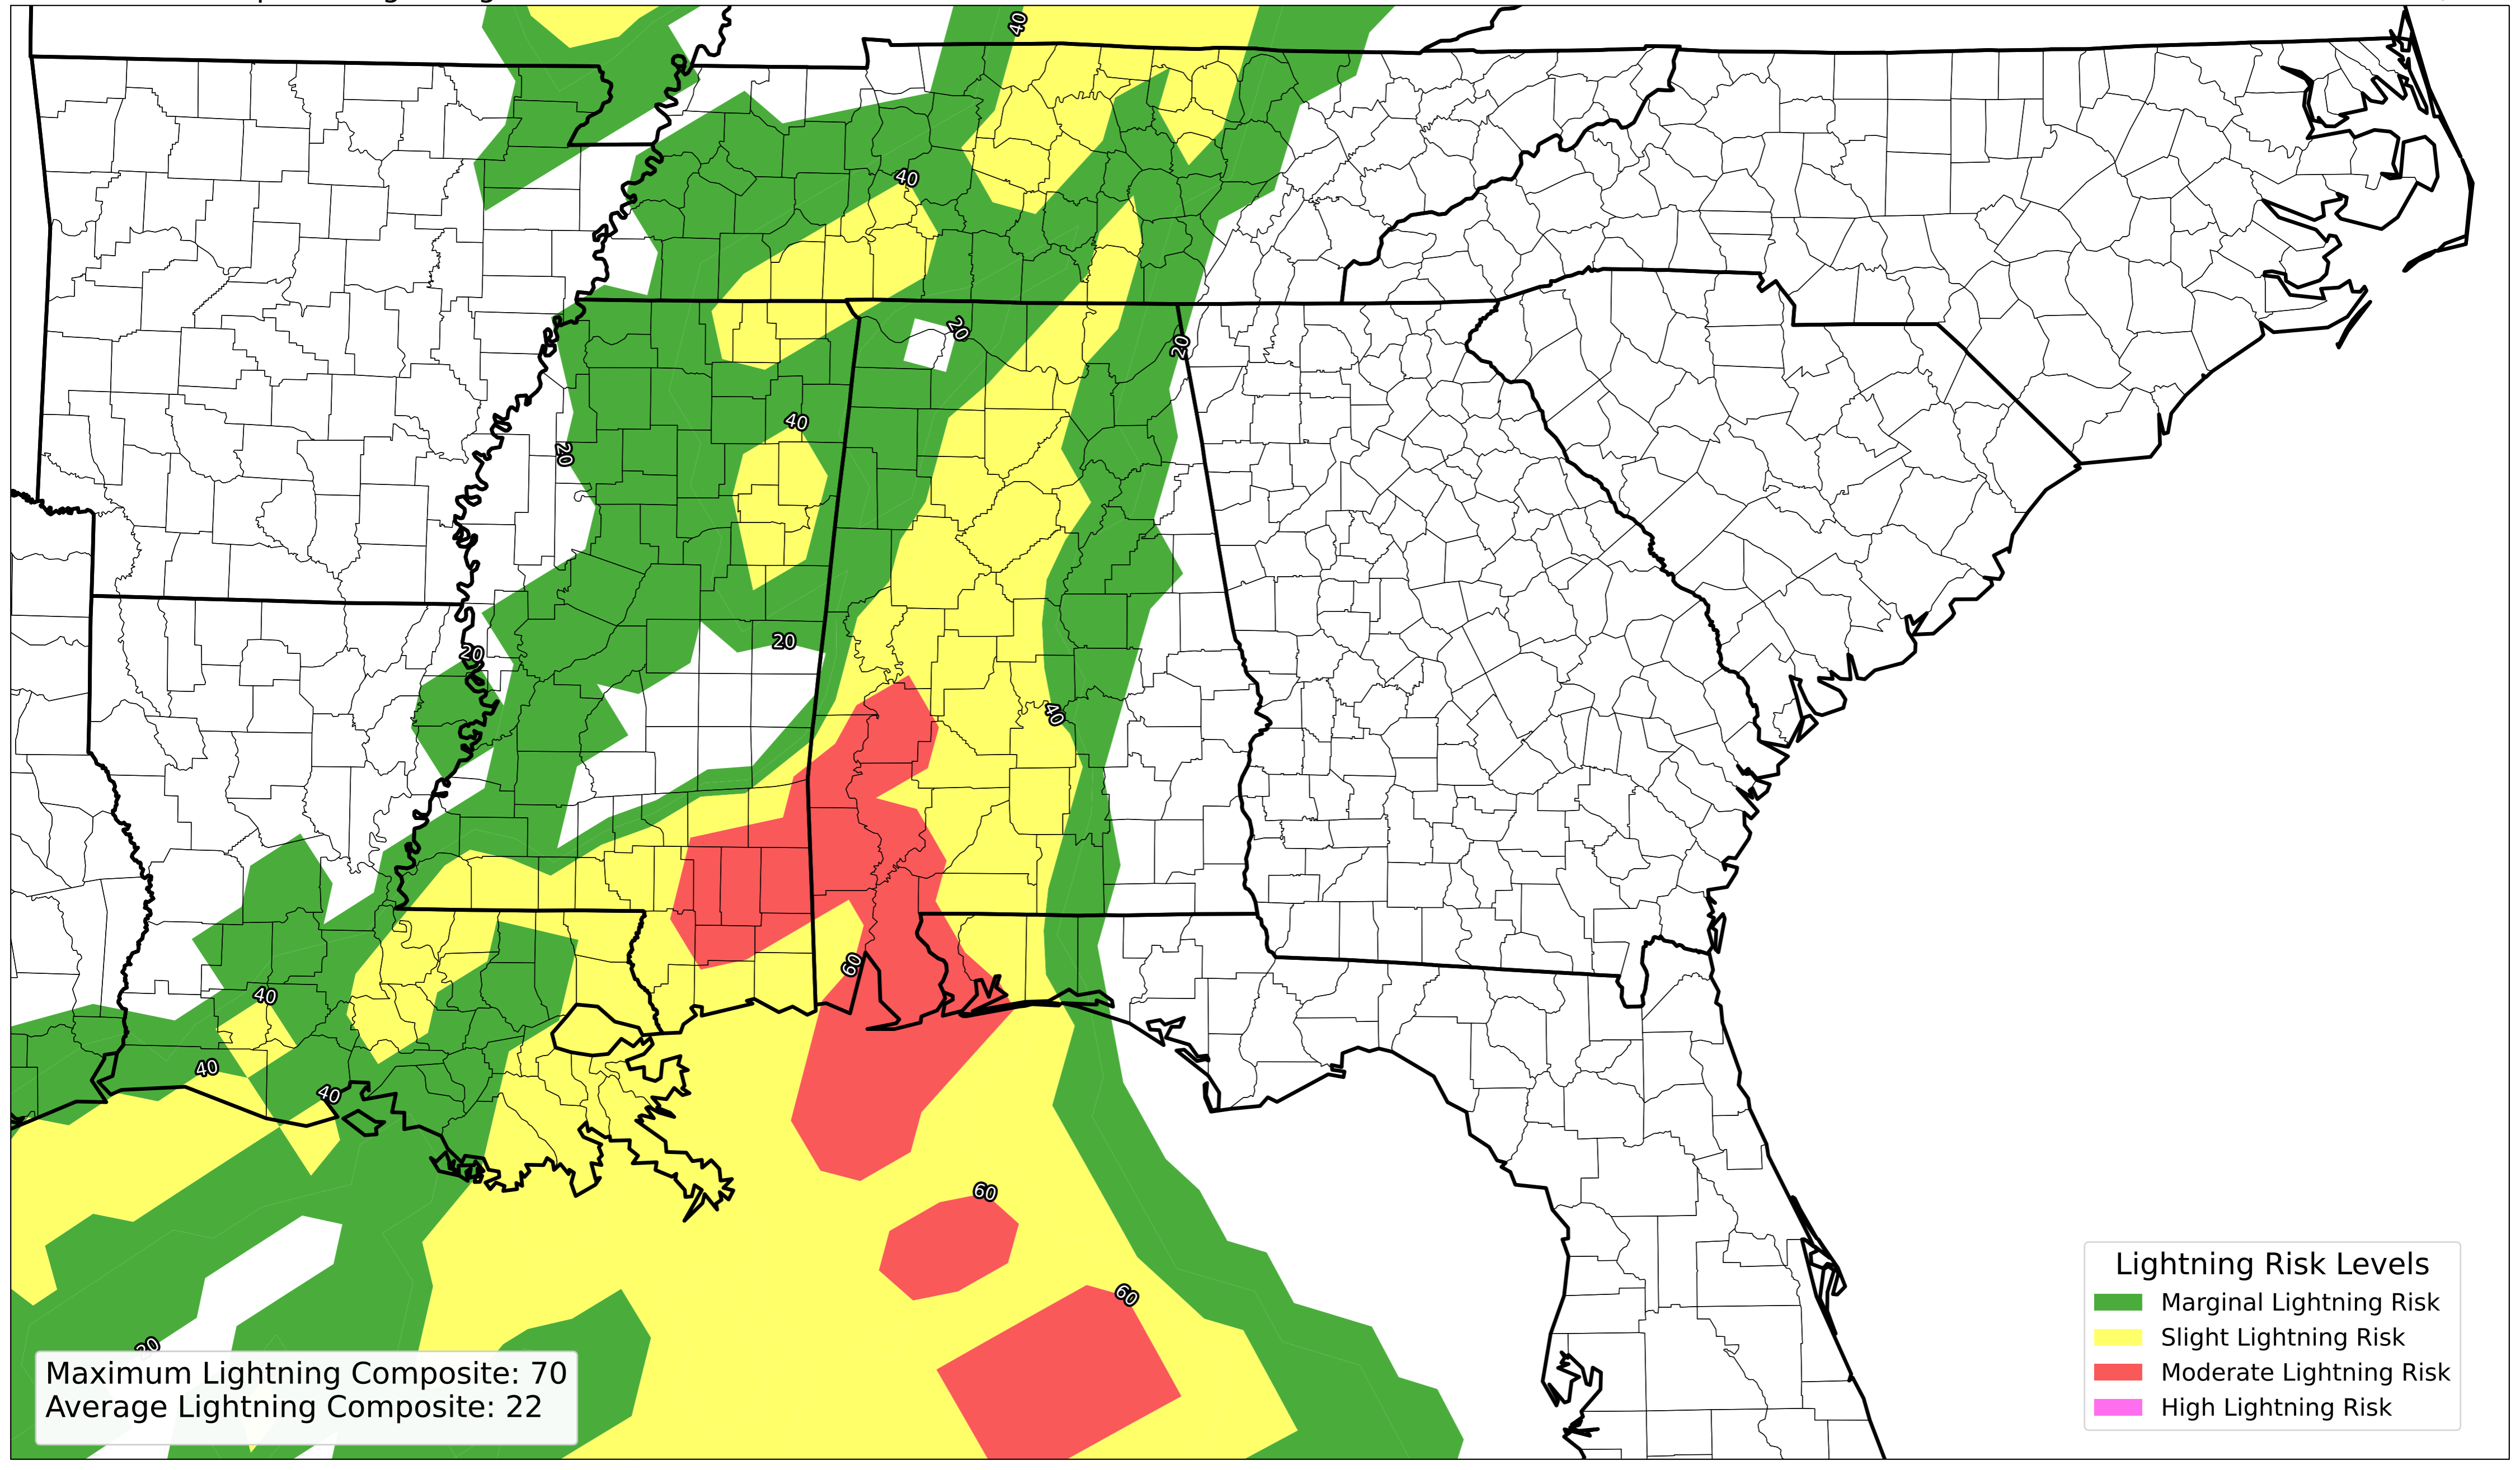 40
40
20
20
40
20
20
20
40
60
40
40
40
60
60
20
Lightning Risk Levels
Marginal Lightning Risk
Slight Lightning Risk
Moderate Lightning Risk
High Lightning Risk
Maximum Lightning Composite: 70
Average Lightning Composite: 22